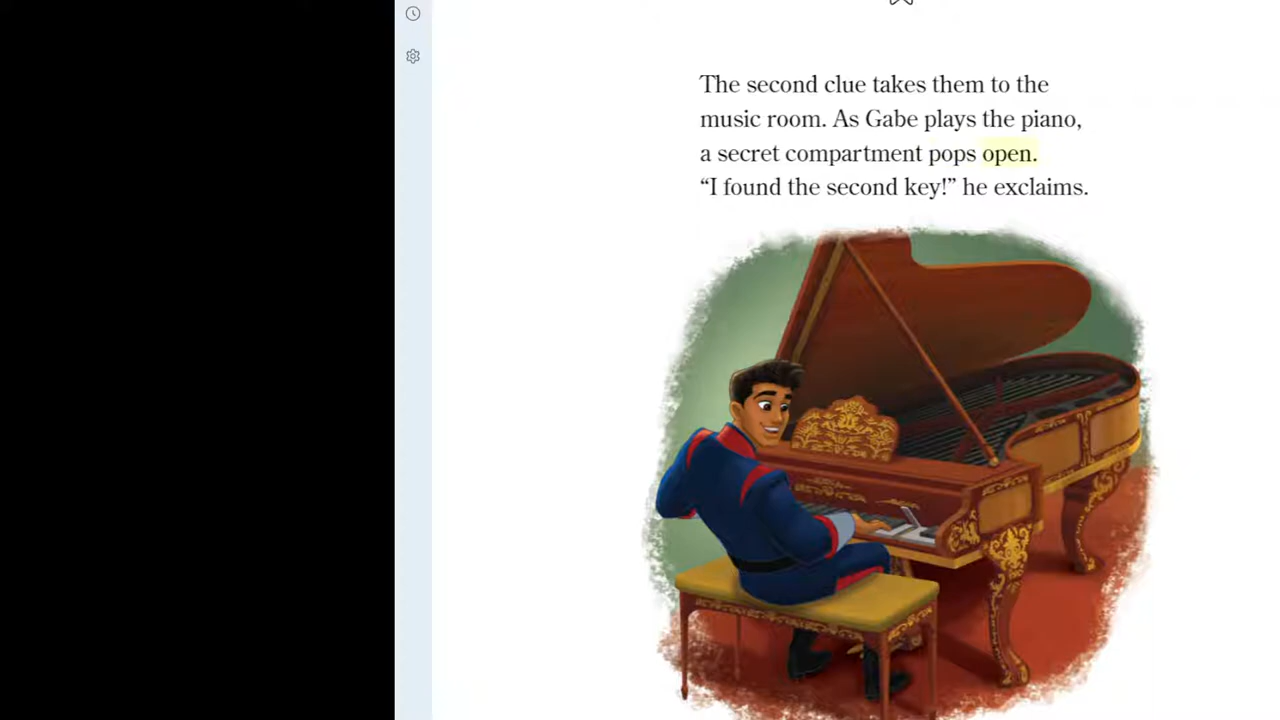 The second clue takes them to the
music room. As Gabe plays the piano,
a secret compartment pops open.
“I found the second key!” he exclaims.